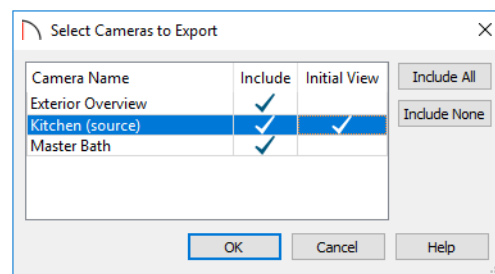 Select Cameras to Export
Camera Name Include Initial View
Exterior Overview
Kitchen (source)
Master Bath
Include All
Include None
OK Cancel Help